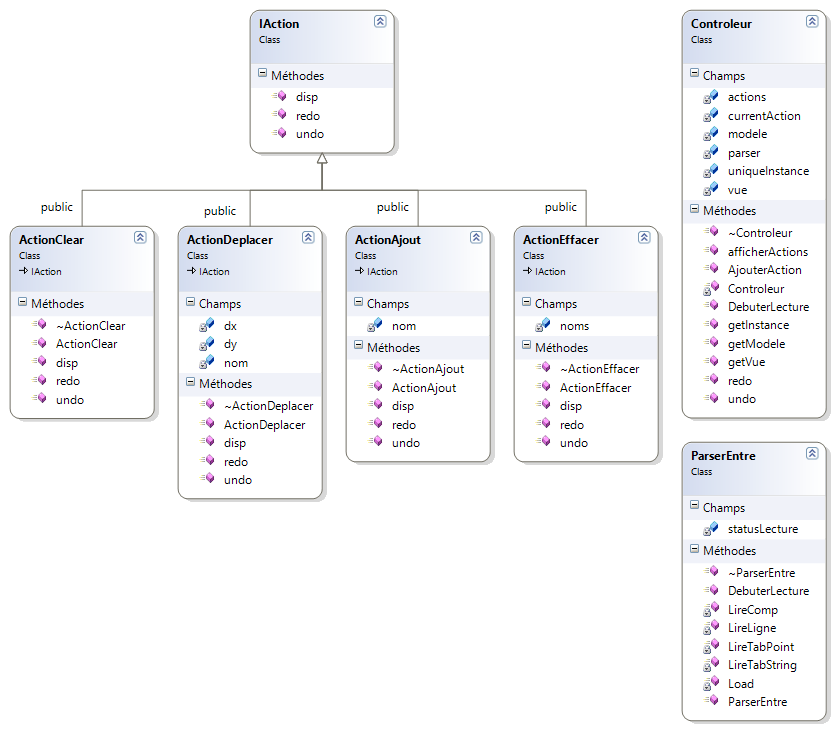 IAction
Class
Méthodes
disp
redo
undo
public
public
public
public
ActionClear
Class
IAction
Méthodes
~ActionClear
ActionClear
disp
redo
undo
ActionDeplacer
Class
IAction
Champs
dx
dy
nom
Méthodes
~ActionDeplacer
ActionDeplacer
disp
redo
undo
ActionAjout
Class
IAction
Champs
nom
Méthodes
~ActionAjout
ActionAjout
disp
redo
undo
ActionEffacer
Class
IAction
Champs
noms
Méthodes
~ActionEffacer
ActionEffacer
disp
redo
undo
Controleur
Class
Champs
actions
currentAction
modele
parser
uniqueInstance
vue
Méthodes
~Controleur
afficherActions
AjouterAction
Controleur
DebuterLecture
getInstance
getModele
getVue
redo
undo
ParserEntre
Class
Champs
statusLecture
Méthodes
~ParserEntre
DebuterLecture
LireComp
LireLigne
LireTabPoint
LireTabString
Load
ParserEntre